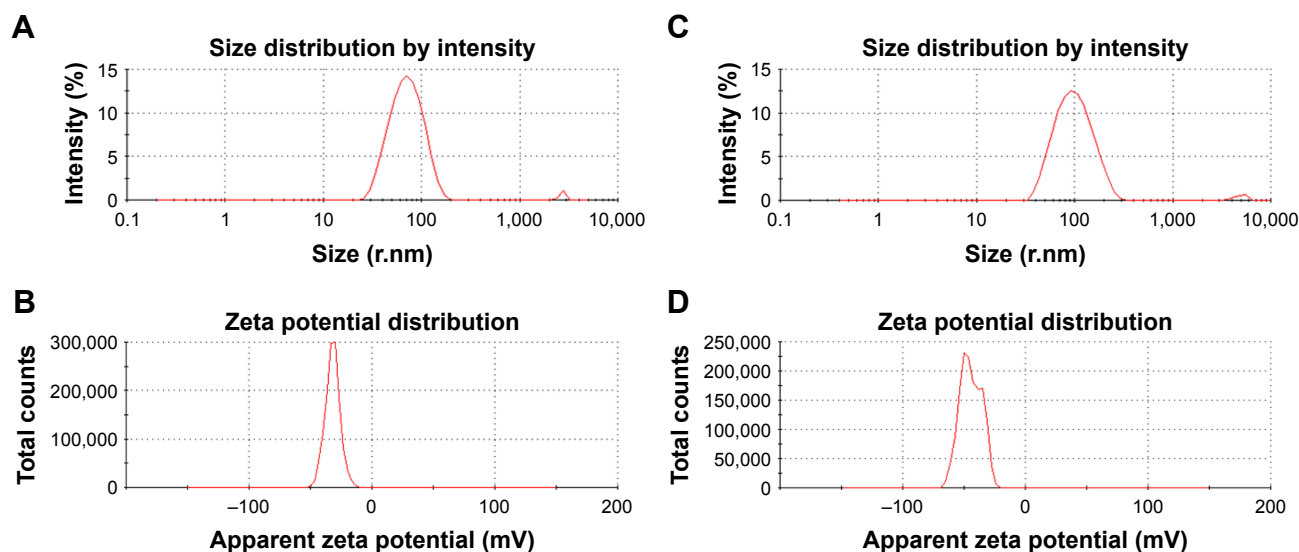 A
Size distribution by intensity
Intensity (%)
15
10
5
0
0.1 1 10 100 1,000 10,000
Size (r.nm)
B
Zeta potential distribution
Total counts
300,000
200,000
100,000
0
–100 0 100 200
Apparent zeta potential (mV)
C
Size distribution by intensity
Intensity (%)
15
10
5
0
0.1 1 10 100 1,000 10,000
Size (r.nm)
D
Zeta potential distribution
Total counts
250,000
200,000
150,000
100,000
50,000
0
–100 0 100 200
Apparent zeta potential (mV)